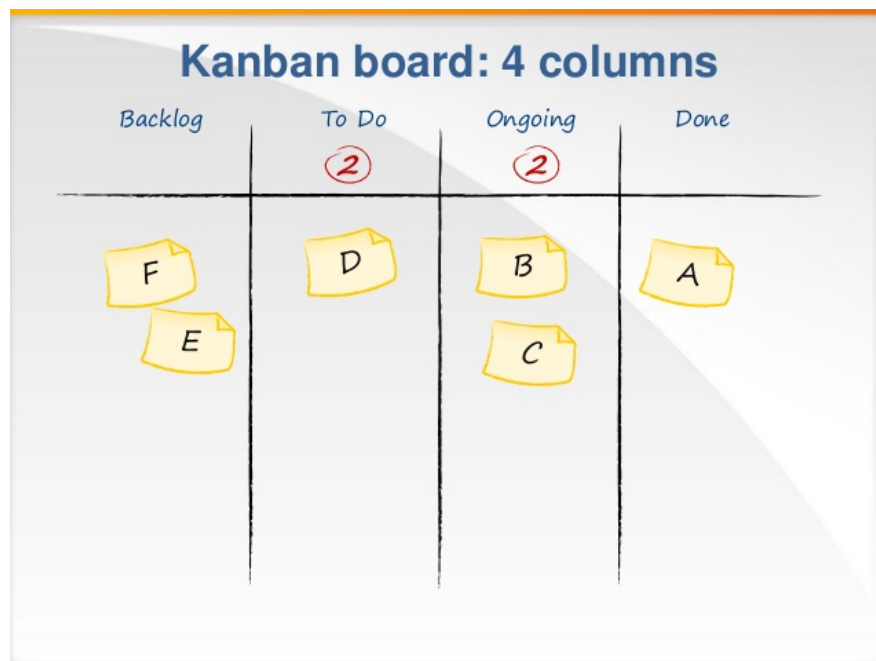 Kanban board: 4 columns
Backlog To Do Ongoing Done
2 2
F D B A
E C